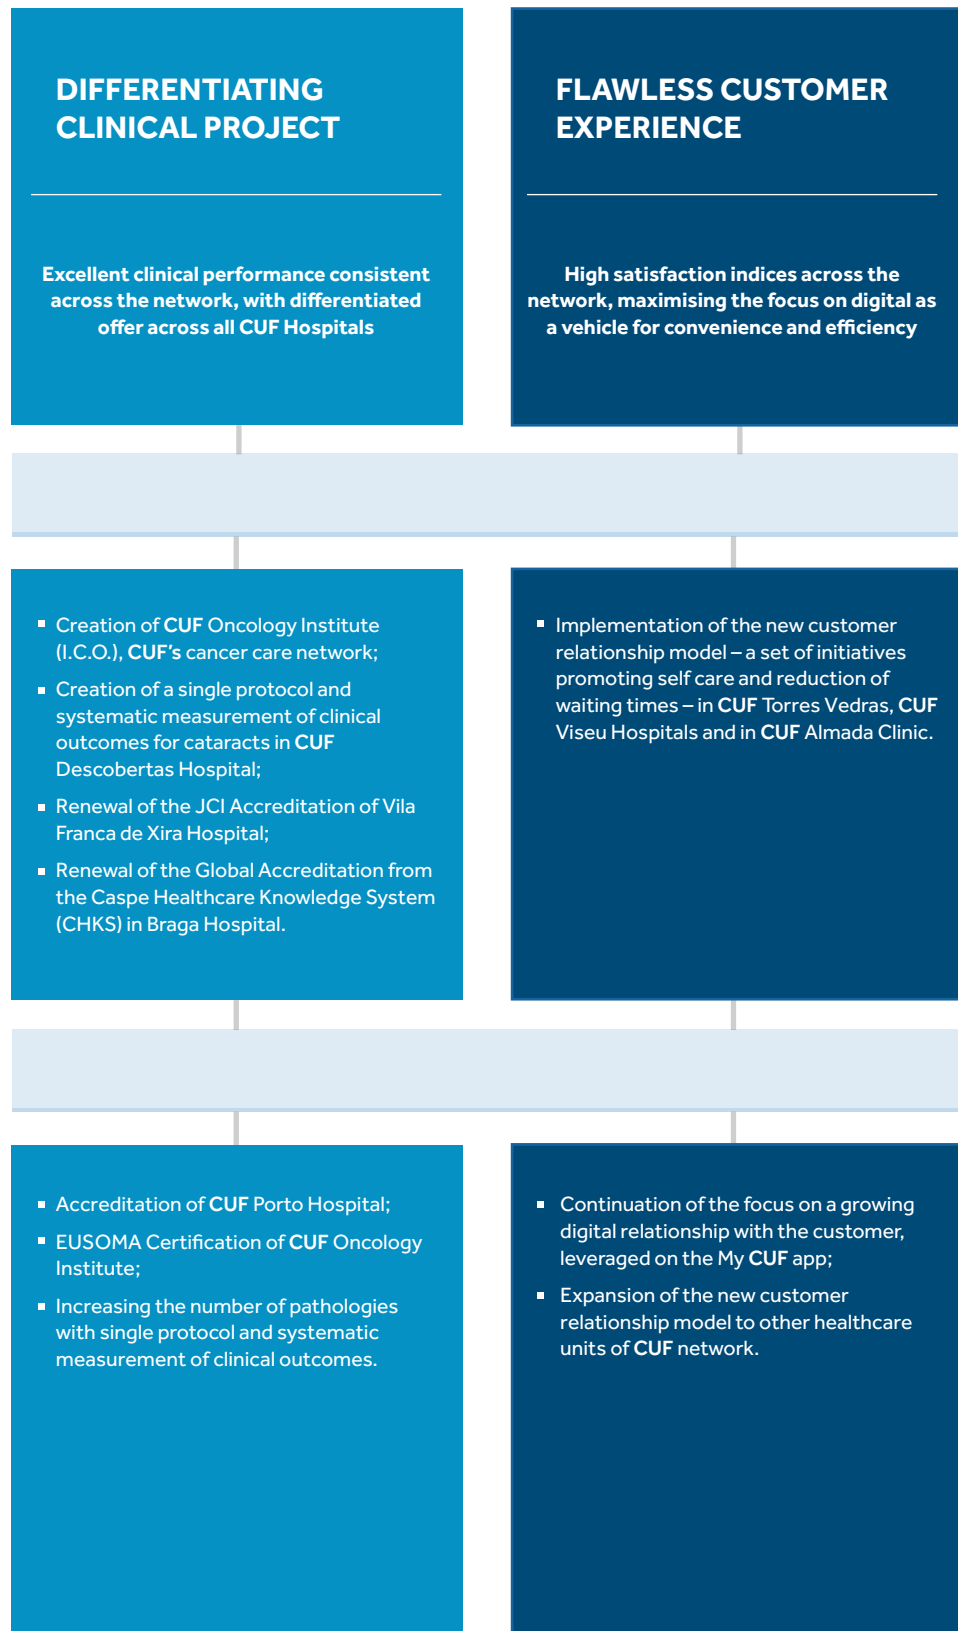 DIFFERENTIATING
CLINICAL PROJECT
Excellent clinical performance consistent
across the network, with differentiated
offer across all CUF Hospitals
FLAWLESS CUSTOMER
EXPERIENCE
High satisfaction indices across the
network, maximising the focus on digital as
a vehicle for convenience and efficiency
▪ Creation of CUF Oncology Institute
(I.C.O.), CUF's cancer care network;
▪ Creation of a single protocol and
systematic measurement of clinical
outcomes for cataracts in CUF
Descobertas Hospital;
▪ Renewal of the JCI Accreditation of Vila
Franca de Xira Hospital;
▪ Renewal of the Global Accreditation from
the Caspe Healthcare Knowledge System
(CHKS) in Braga Hospital.
▪ Implementation of the new customer
relationship model – a set of initiatives
promoting self care and reduction of
waiting times – in CUF Torres Vedras, CUF
Viseu Hospitals and in CUF Almada Clinic.
▪ Accreditation of CUF Porto Hospital;
▪ EUSOMA Certification of CUF Oncology
Institute;
▪ Increasing the number of pathologies
with single protocol and systematic
measurement of clinical outcomes.
▪ Continuation of the focus on a growing
digital relationship with the customer,
leveraged on the My CUF app;
▪ Expansion of the new customer
relationship model to other healthcare
units of CUF network.